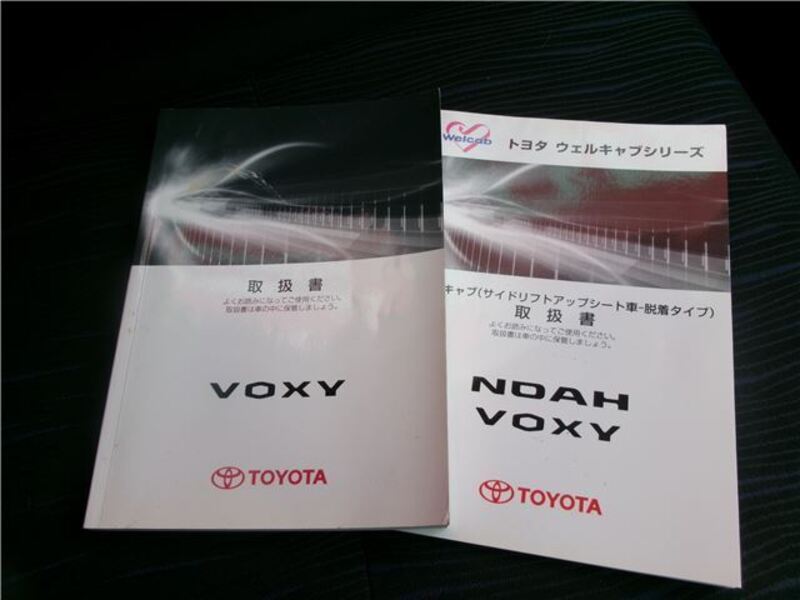 取扱書
よくお読みになってご使用ください。
取扱書は車の中に保管しましょう。
VOXY
TOYOTA
Welcab
トヨタ ウェルキャブシリーズ
キャブ(サイドリフトアップシート車-脱着タイプ)
取扱書
よくお読みになってご使用ください。
取扱書は車の中に保管しましょう。
NOAH
VOXY
TOYOTA